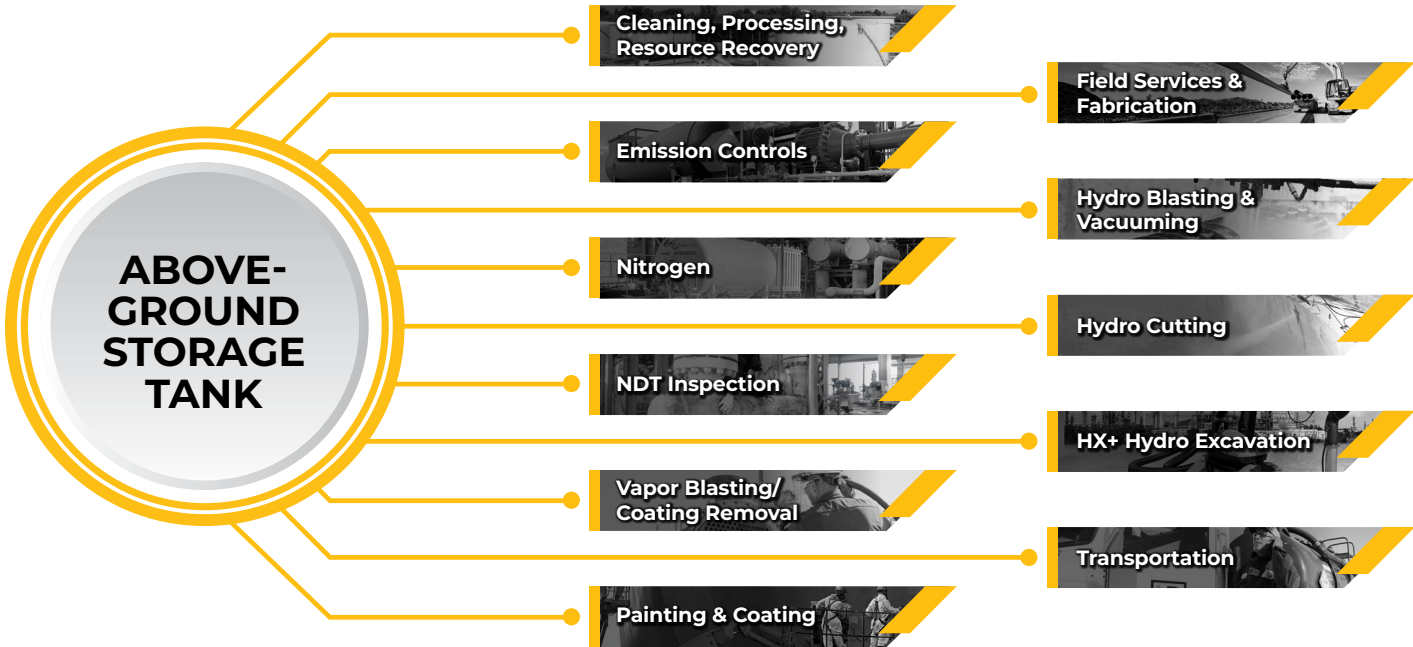 ABOVE-
GROUND
STORAGE
TANK
Cleaning, Processing,
Resource Recovery
Field Services &
Fabrication
Emission Controls
Hydro Blasting &
Vacuuming
Nitrogen
Hydro Cutting
NDT Inspection
HX+ Hydro Excavation
Vapor Blasting/
Coating Removal
Transportation
Painting & Coating